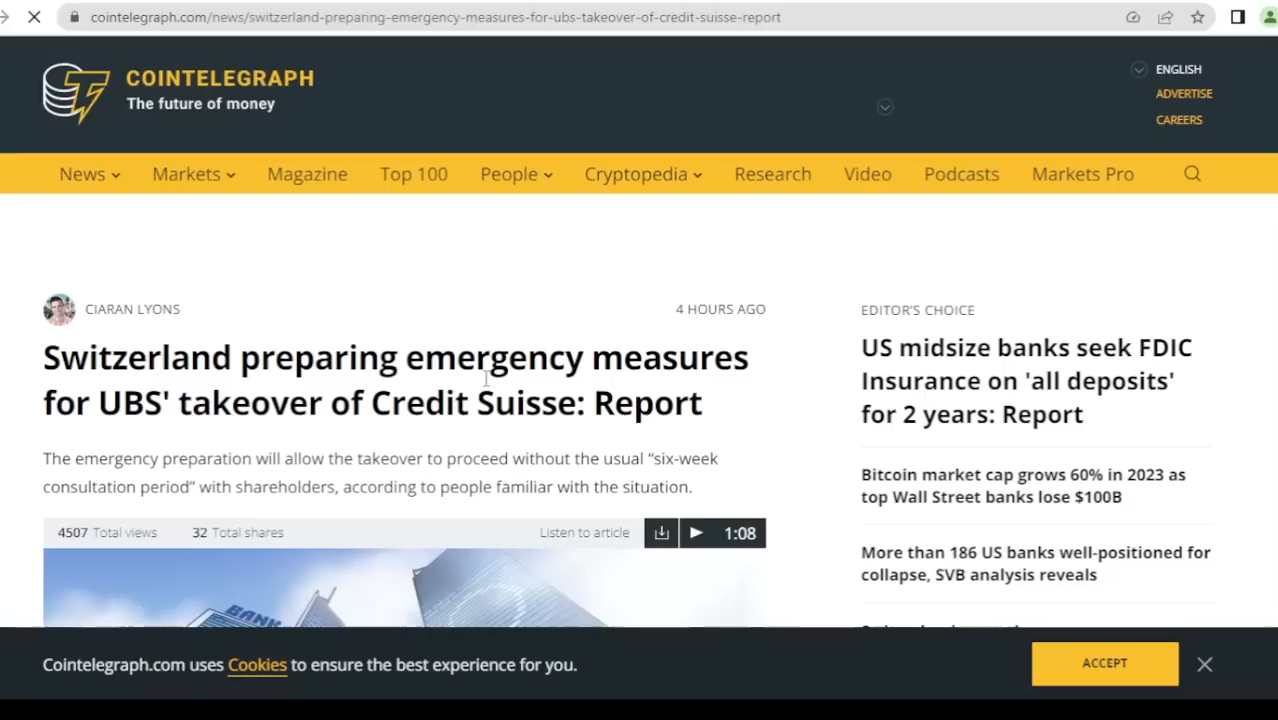 cointelegraph.com/news/switzerland-preparing-emergency-measures-for-ubs-takeover-of-credit-suisse-report
COINTELEGRAPH
The future of money
ENGLISH
ADVERTISE
CAREERS
News Markets Magazine Top 100 People Cryptopedia Research Video Podcasts Markets Pro
CIARAN LYONS
4 HOURS AGO
Switzerland preparing emergency measures
for UBS' takeover of Credit Suisse: Report
The emergency preparation will allow the takeover to proceed without the usual “six-week
consultation period” with shareholders, according to people familiar with the situation.
4507 Total views 32 Total shares Listen to article 1:08
BANK
EDITOR'S CHOICE
US midsize banks seek FDIC
Insurance on 'all deposits'
for 2 years: Report
Bitcoin market cap grows 60% in 2023 as
top Wall Street banks lose $100B
More than 186 US banks well-positioned for
collapse, SVB analysis reveals
Cointelegraph.com uses Cookies to ensure the best experience for you.
ACCEPT